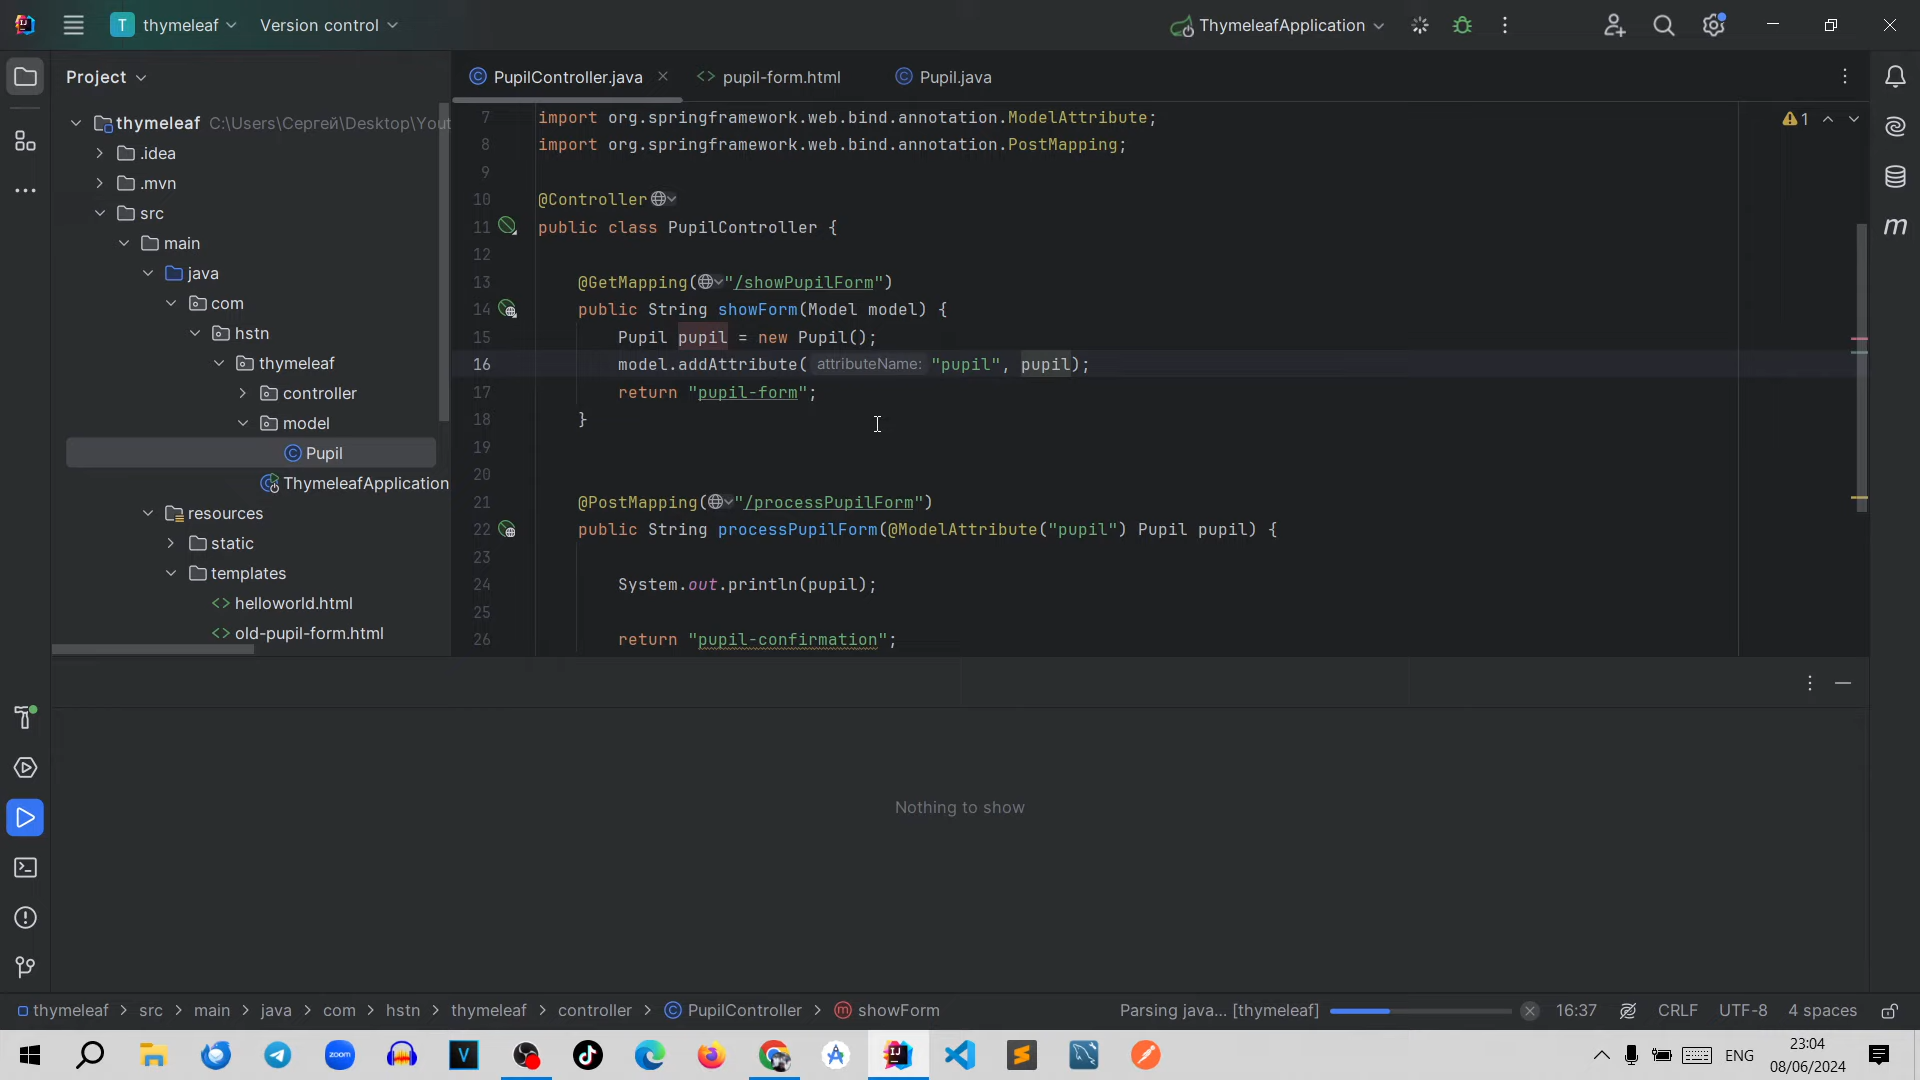 T thymeleaf Version control ThymeleafApplication
Project
PupilController.java pupil-form.html Pupil.java
thymeleaf C:\Users\Сергей\Desktop\Yout
.idea
.mvn
src
main
java
com
hstn
thymeleaf
controller
model
Pupil
ThymeleafApplication
resources
static
templates
helloworld.html
old-pupil-form.html
1
7 import org.springframework.web.bind.annotation.ModelAttribute;
8 import org.springframework.web.bind.annotation.PostMapping;
9
10 @Controller
11 public class PupilController {
12
13 @GetMapping("/showPupilForm")
14 public String showForm(Model model) {
15 Pupil pupil = new Pupil();
16 model.addAttribute( attributeName: "pupil", pupil);
17 return "pupil-form";
18 }
19
20
21 @PostMapping("/processPupilForm")
22 public String processPupilForm(@ModelAttribute("pupil") Pupil pupil) {
23
24 System.out.println(pupil);
25
26 return "pupil-confirmation";
Nothing to show
thymeleaf > src > main > java > com > hstn > thymeleaf > controller > PupilController > showForm Parsing java... [thymeleaf] 16:37 CRLF UTF-8 4 spaces
zoom V ENG 23:04
08/06/2024